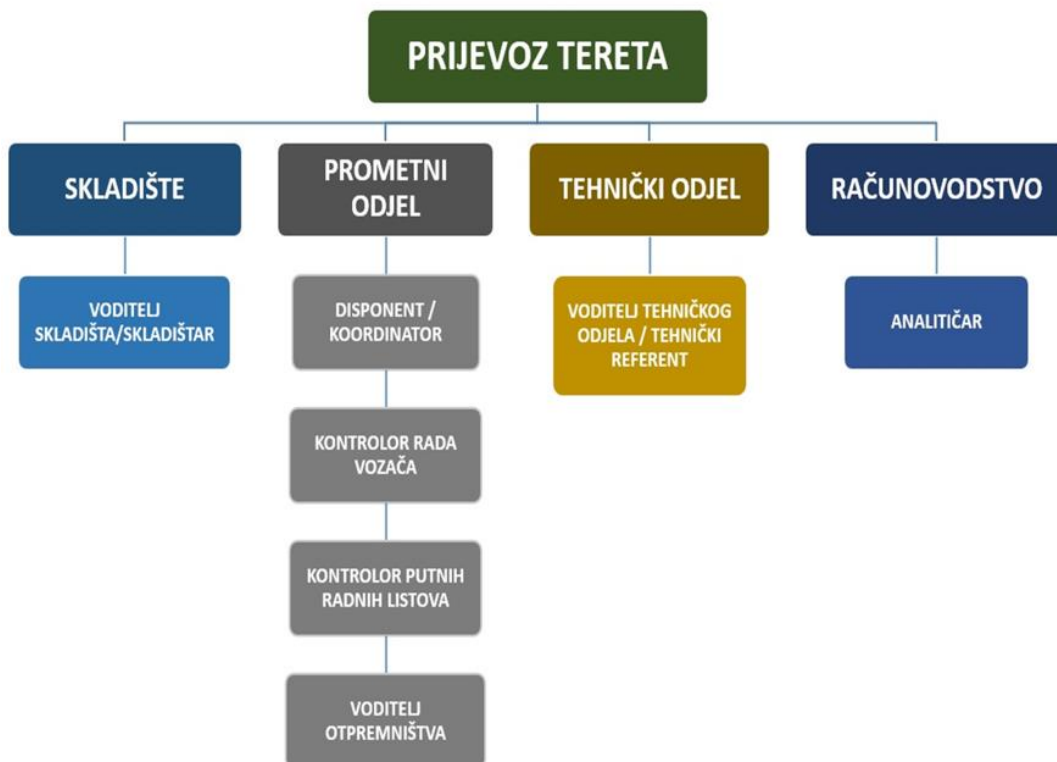 PRIJEVOZ TERETA
SKLADIŠTE
PROMETNI
ODJEL
TEHNIČKI ODJEL
RAČUNOVODSTVO
VODITELJ
SKLADIŠTA/SKLADIŠTAR
DISPONENT /
KOORDINATOR
VODITELJ TEHNIČKOG
ODJELA / TEHNIČKI
REFERENT
ANALITIČAR
KONTROLOR RADA
VOZAČA
KONTROLOR PUTNIH
RADNIH LISTOVA
VODITELJ
OTPREMNIŠTVA